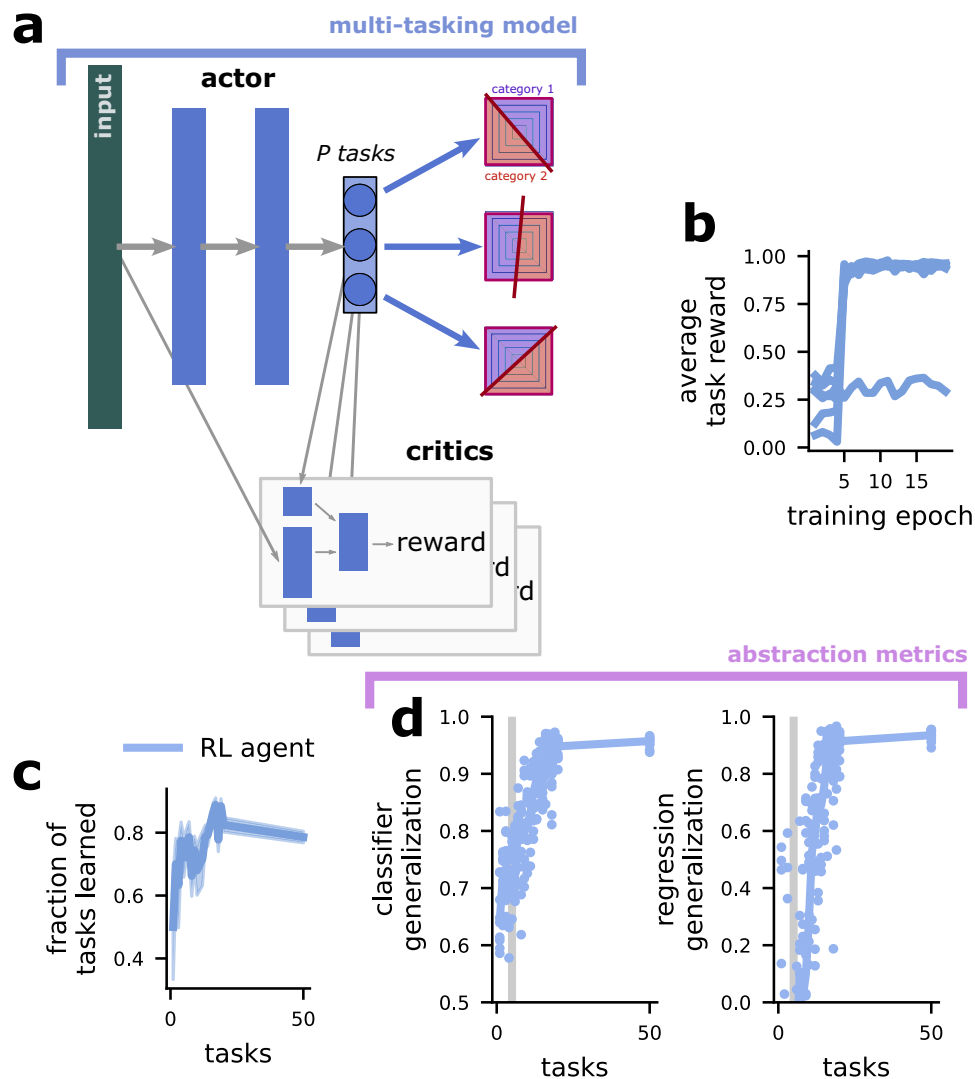 a
multi-tasking model
input
actor
P tasks
category 1
category 2
critics
reward
rd
rd
b
average
task reward
1.00
0.75
0.50
0.25
0.00
5
10
15
training epoch
abstraction metrics
c
RL agent
fraction of
tasks learned
0.8
0.6
0.4
0
50
tasks
d
classifier
generalization
1.0
0.9
0.8
0.7
0.6
0.5
0
50
tasks
regression
generalization
1.0
0.8
0.6
0.4
0.2
0.0
0
50
tasks